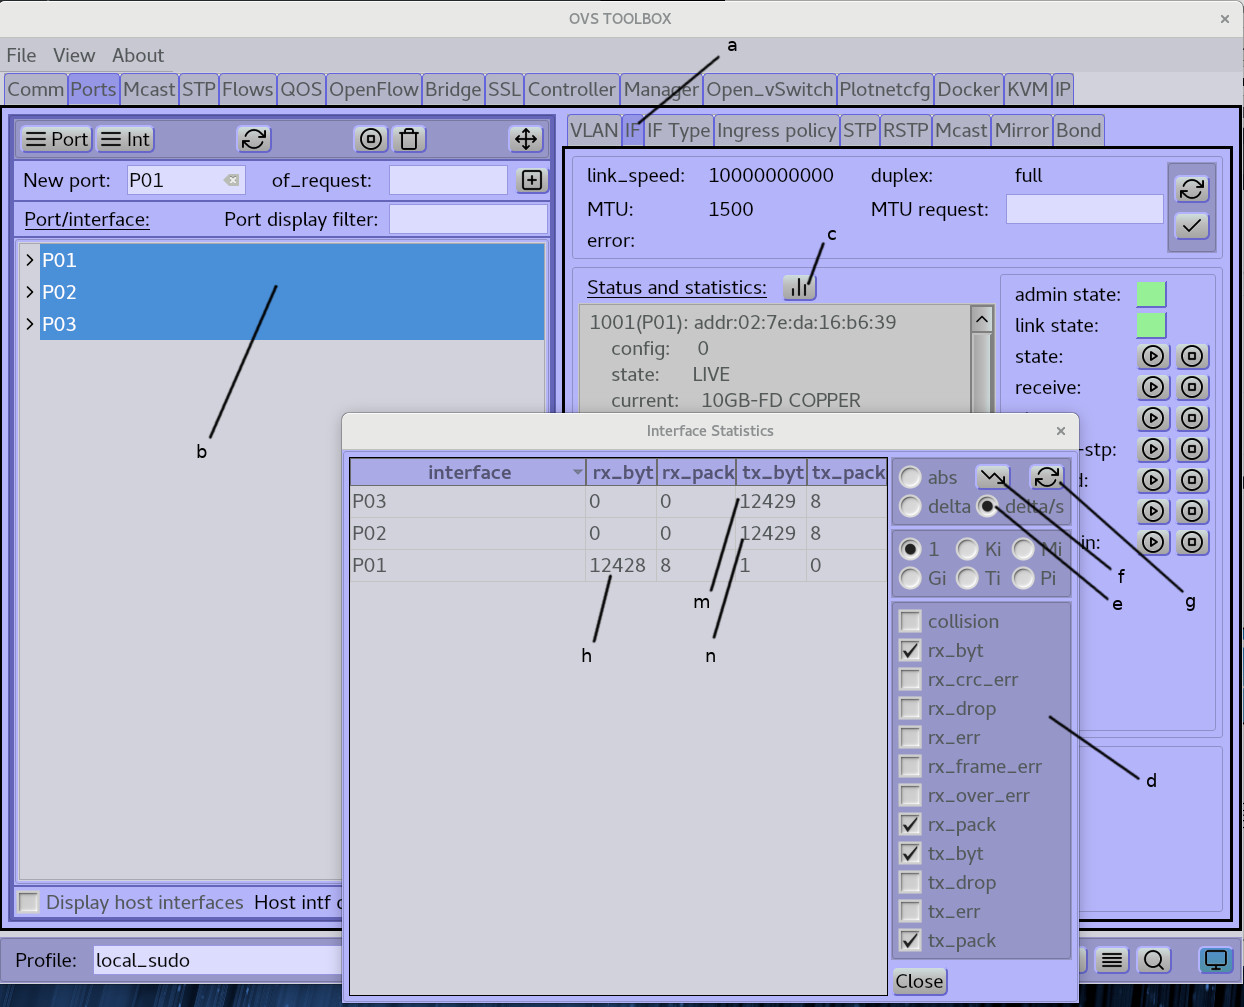 OVS TOOLBOX ×
File View About
a
Comm Ports Mcast STP Flows QOS OpenFlow Bridge SSL Controller Manager Open_vSwitch Plotnetcfg Docker KVM IP
Port Int
VLAN IF IF Type Ingress policy STP RSTP Mcast Mirror Bond
New port: P01 of_request:
link_speed: 10000000000 duplex: full
MTU: 1500 MTU request:
Port/interface: Port display filter:
error:
c
P01
P02
P03
b
Status and statistics:
1001(P01): addr:02:7e:da:16:b6:39
config: 0
state: LIVE
current: 10GB-FD COPPER
admin state:
link state:
state:
receive:
-stp:
Interface Statistics ×
interface rx_byt rx_pack tx_byt tx_pack
P03 0 0 12429 8
P02 0 0 12429 8
P01 12428 8 1 0
m
h n
abs
delta delta/s
1 Ki Mi
Gi Ti Pi
in:
f
e g
collision
rx_byt
rx_crc_err
rx_drop
rx_err
rx_frame_err
rx_over_err
rx_pack
tx_byt
tx_drop
tx_err
tx_pack
d
Close
Display host interfaces Host intf
Profile: local_sudo